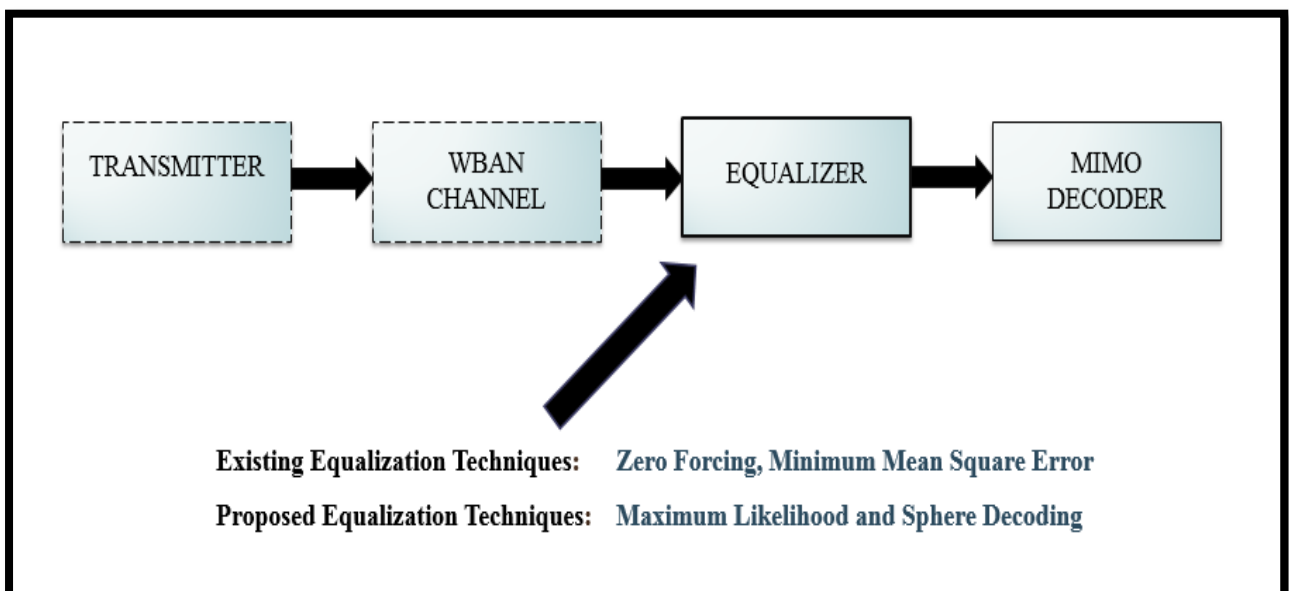 TRANSMITTER
WBAN
CHANNEL
EQUALIZER
MIMO
DECODER
Existing Equalization Techniques: Zero Forcing, Minimum Mean Square Error
Proposed Equalization Techniques: Maximum Likelihood and Sphere Decoding